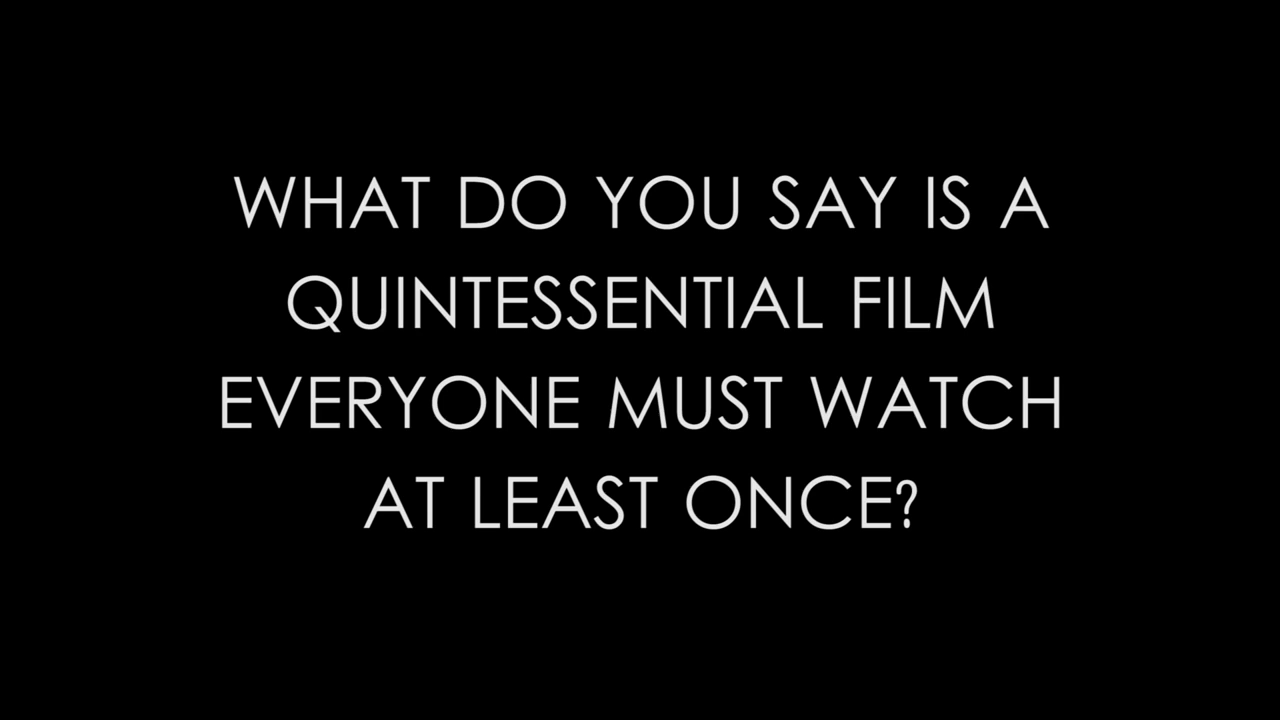 WHAT DO YOU SAY IS A
QUINTESSENTIAL FILM
EVERYONE MUST WATCH
AT LEAST ONCE?